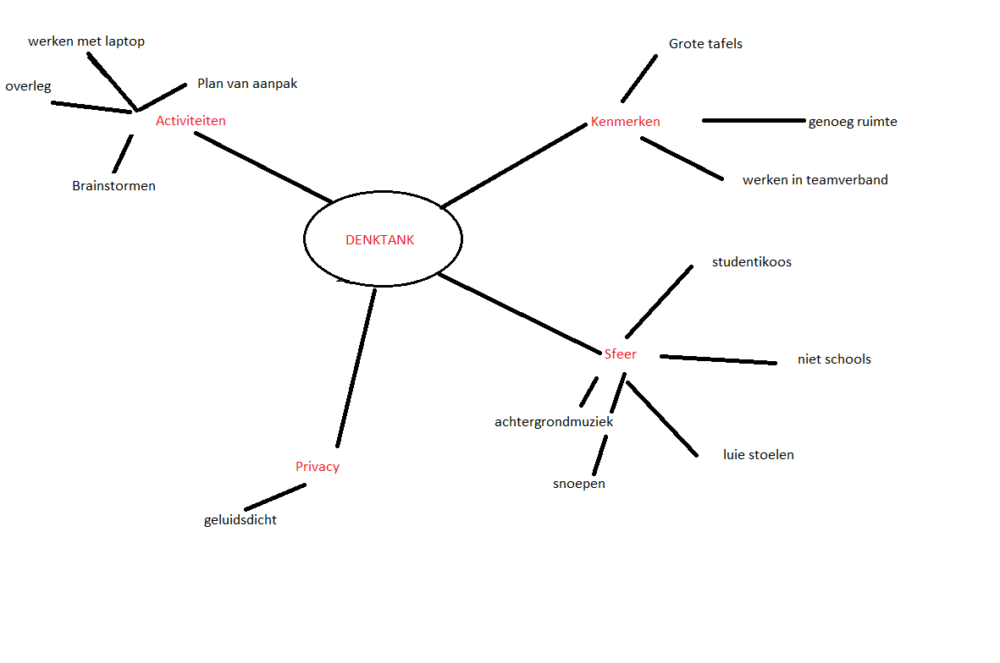 werken met laptop
Grote tafels
overleg
Plan van aanpak
Activiteiten
Kenmerken
genoeg ruimte
werken in teamverband
Brainstormen
DENKTANK
studentikoos
Sfeer
niet schools
achtergrondmuziek
luie stoelen
Privacy
snoepen
geluidsdicht